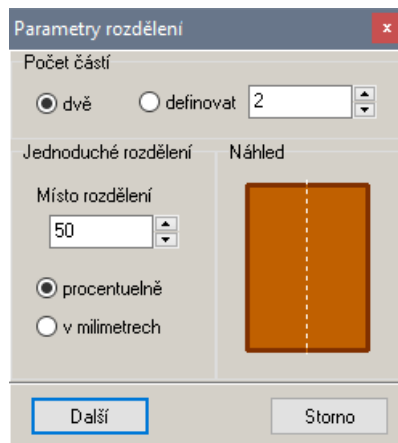 Parametry rozdělení x
Počet částí
dvě definovat 2
Jednoduché rozdělení Náhled
Místo rozdělení
50
procentuelně
v milimetrech
Další Storno